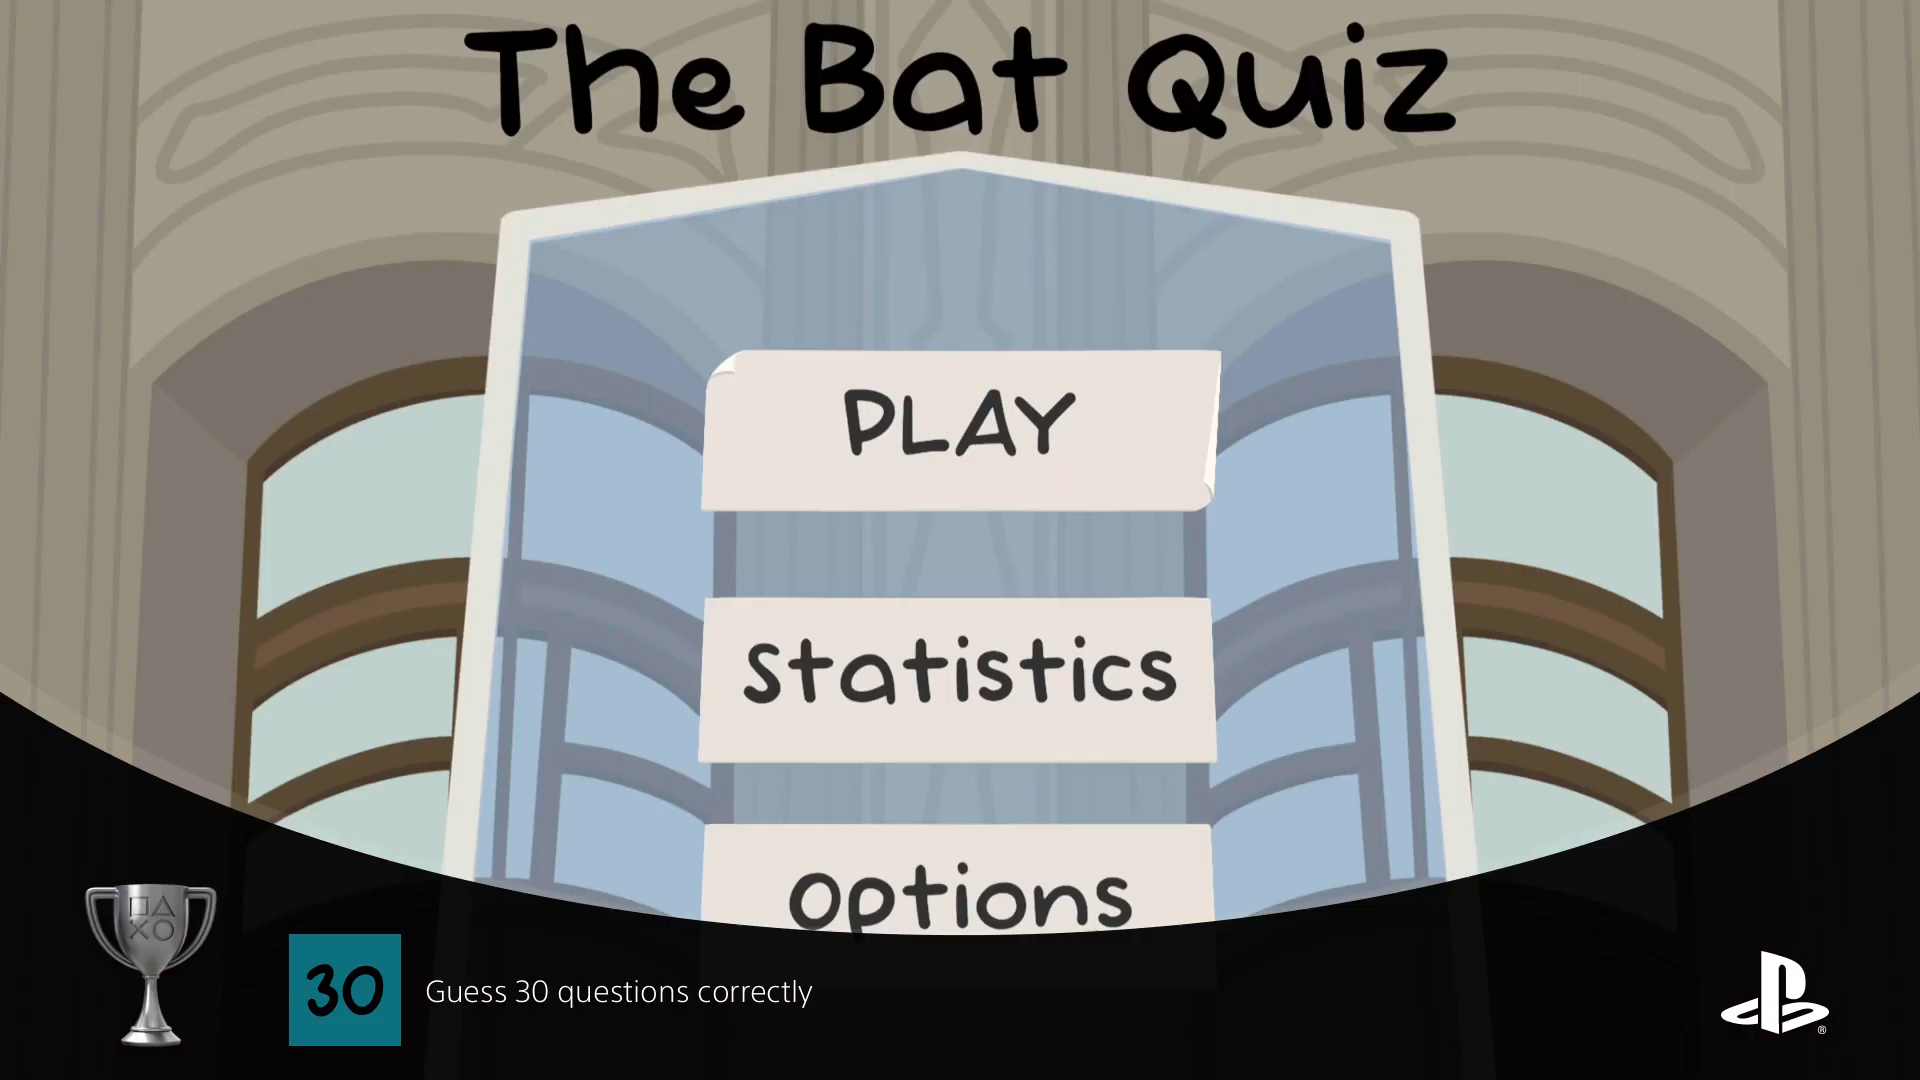 The Bat Quiz
PLAY
Statistics
Options
30
Guess 30 questions correctly
®